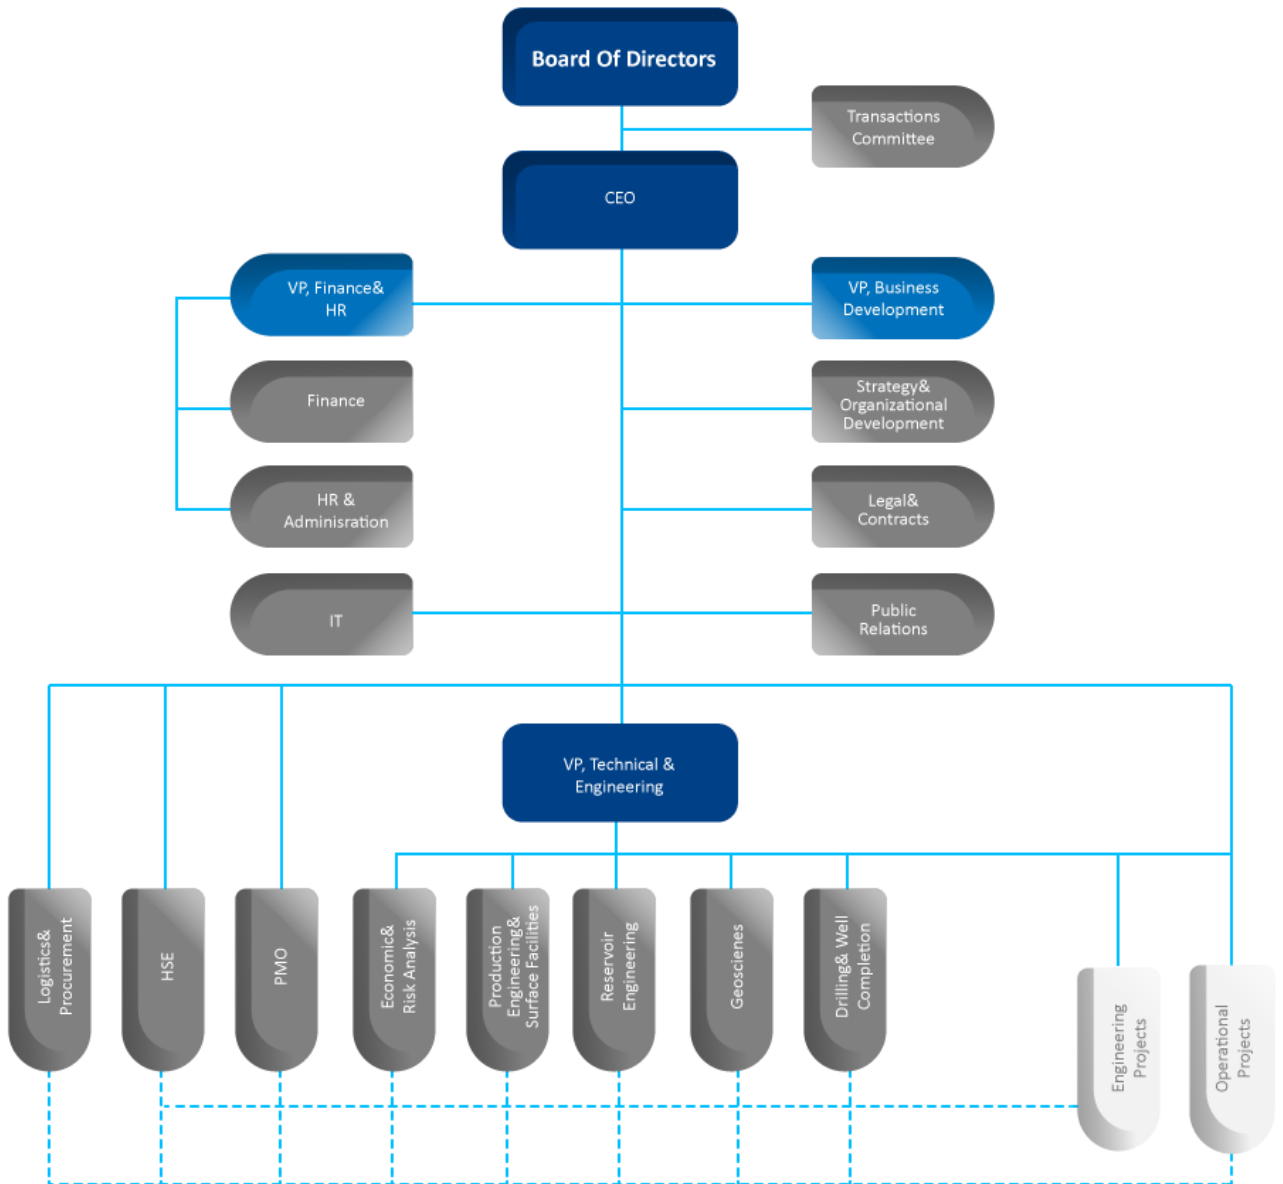 Board Of Directors
Transactions
Committee
CEO
VP, Finance&
HR
VP, Business
Development
Finance
Strategy&
Organizational
Development
HR &
Adminisration
Legal&
Contracts
IT
Public
Relations
VP, Technical &
Engineering
Logistics&
Procurement
HSE
PMO
Economic&
Risk Analysis
Production
Engineering&
Surface Facilities
Reservoir
Engineering
Geoscienes
Drilling& Well
Completion
Engineering
Projects
Operational
Projects